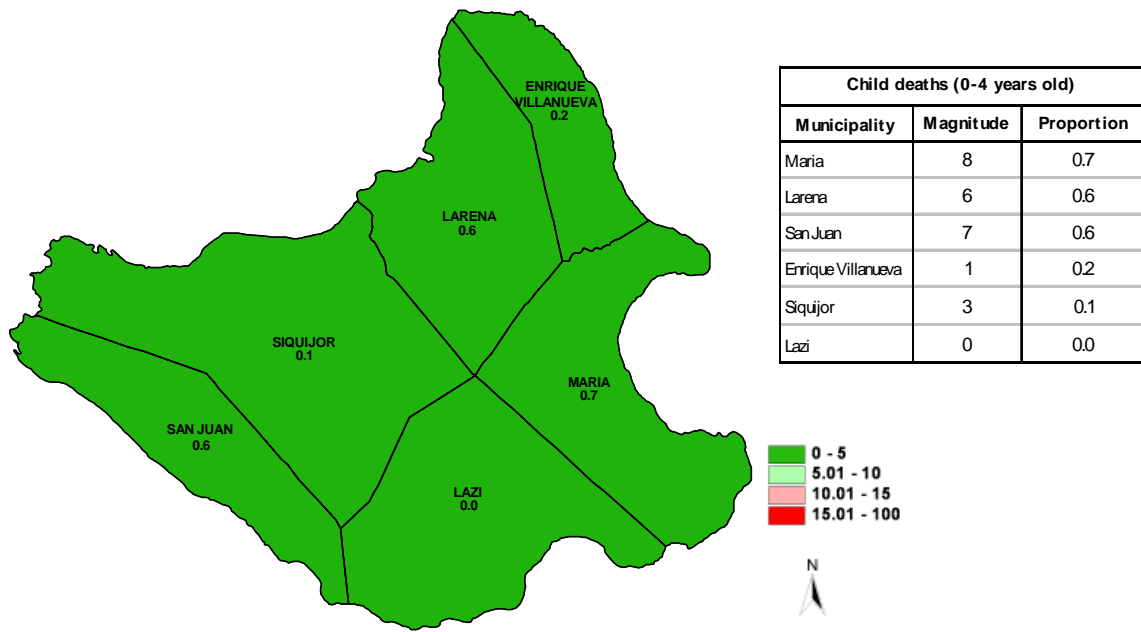 ENRIQUE
VILLANUEVA
0.2
LARENA
0.6
SIQUIJOR
0.1
MARIA
0.7
SAN JUAN
0.6
LAZI
0.0
Child deaths (0-4 years old)
Municipality Magnitude Proportion
Maria 8 0.7
Larena 6 0.6
San Juan 7 0.6
Enrique Villanueva 1 0.2
Siquijor 3 0.1
Lazi 0 0.0
0 - 5
5.01 - 10
10.01 - 15
15.01 - 100
N